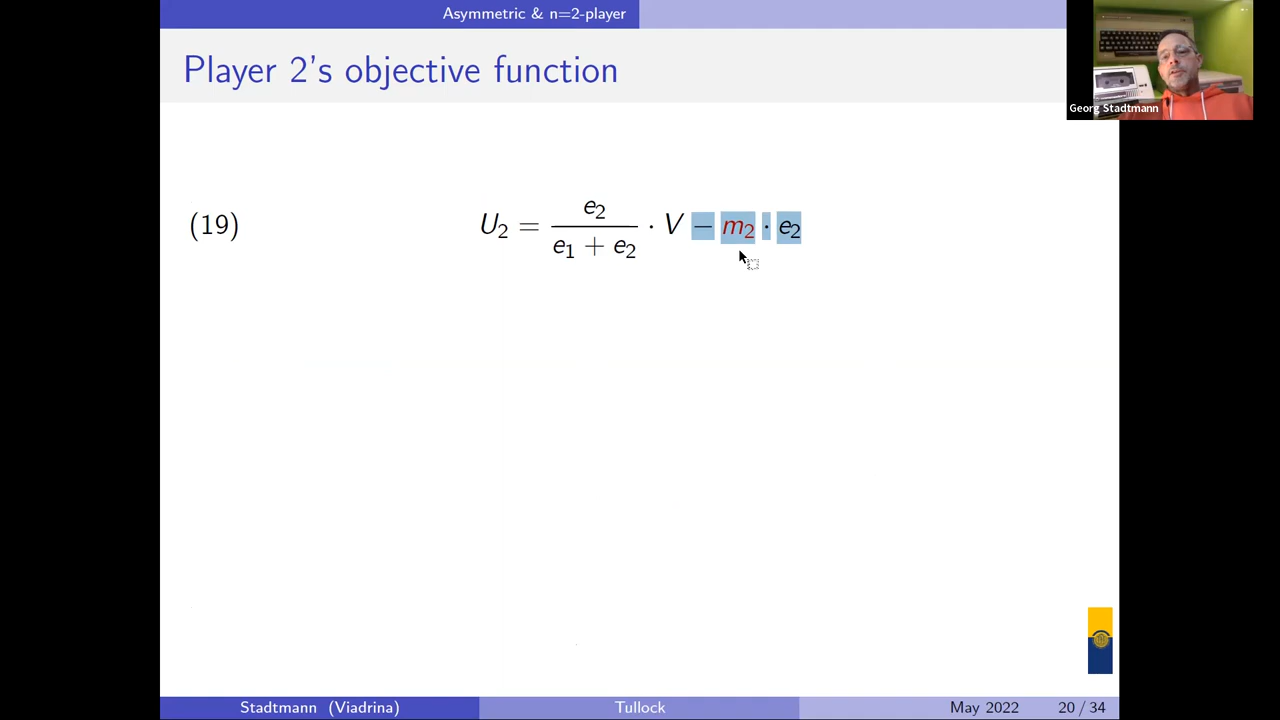 Asymmetric & n=2-player
Player 2's objective function
Georg Stadtmann
(19) U₂ = e₂ / (e₁ + e₂) · V − m₂ · e₂
Stadtmann (Viadrina) Tullock May 2022 20 / 34